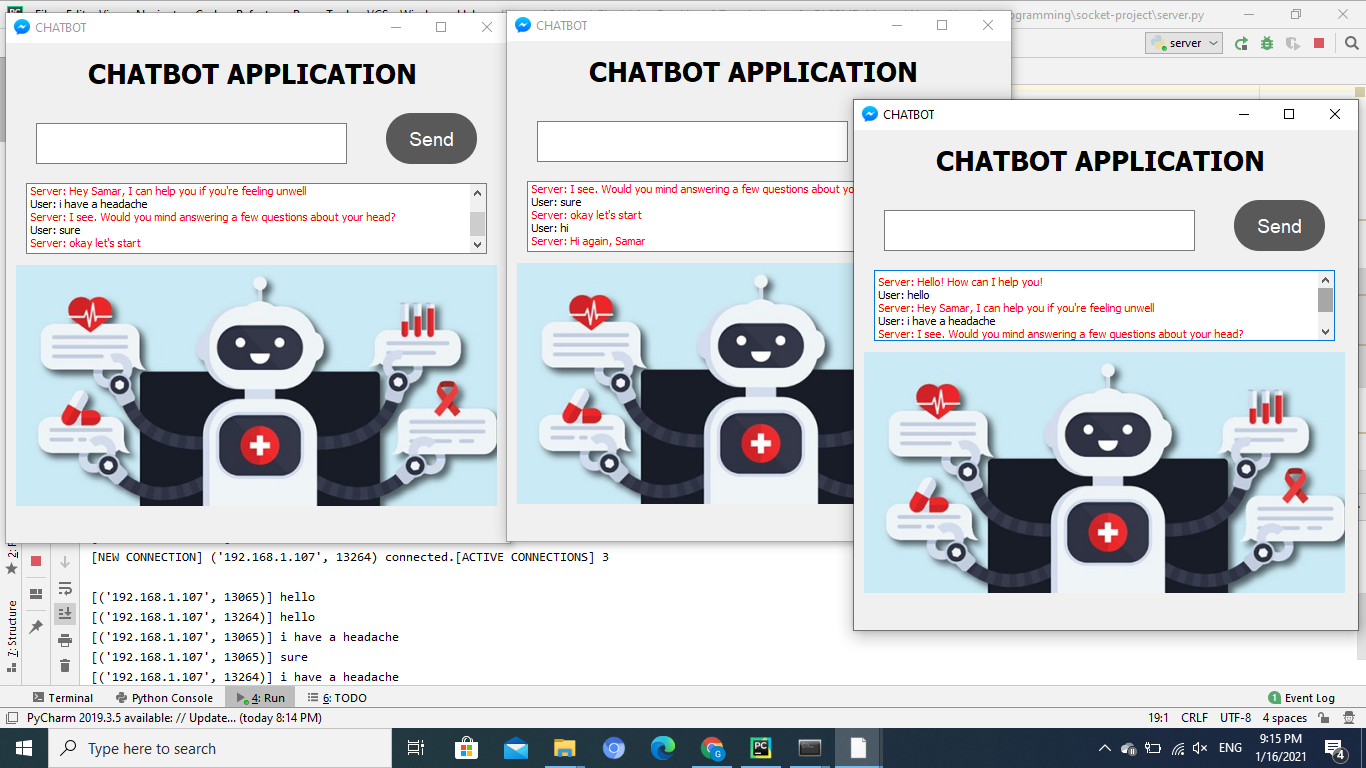 CHATBOT
CHATBOT APPLICATION
Send
Server: Hey Samar, I can help you if you're feeling unwell
User: i have a headache
Server: I see. Would you mind answering a few questions about your head?
User: sure
Server: okay let's start
CHATBOT
CHATBOT APPLICATION
Server: I see. Would you mind answering a few questions about yo
User: sure
Server: okay let's start
User: hi
Server: Hi again, Samar
ogramming\socket-project\server.py
server
CHATBOT
CHATBOT APPLICATION
Send
Server: Hello! How can I help you!
User: hello
Server: Hey Samar, I can help you if you're feeling unwell
User: i have a headache
Server: I see. Would you mind answering a few questions about your head?
[NEW CONNECTION] ('192.168.1.107', 13264) connected.[ACTIVE CONNECTIONS] 3
[('192.168.1.107', 13065)] hello
[('192.168.1.107', 13264)] hello
[('192.168.1.107', 13065)] i have a headache
[('192.168.1.107', 13065)] sure
[('192.168.1.107', 13264)] i have a headache
7: Structure
Terminal Python Console 4: Run 6: TODO 1 Event Log
PyCharm 2019.3.5 available: // Update... (today 8:14 PM) 19:1 CRLF UTF-8 4 spaces
Type here to search PC G ENG 9:15 PM
1/16/2021 4